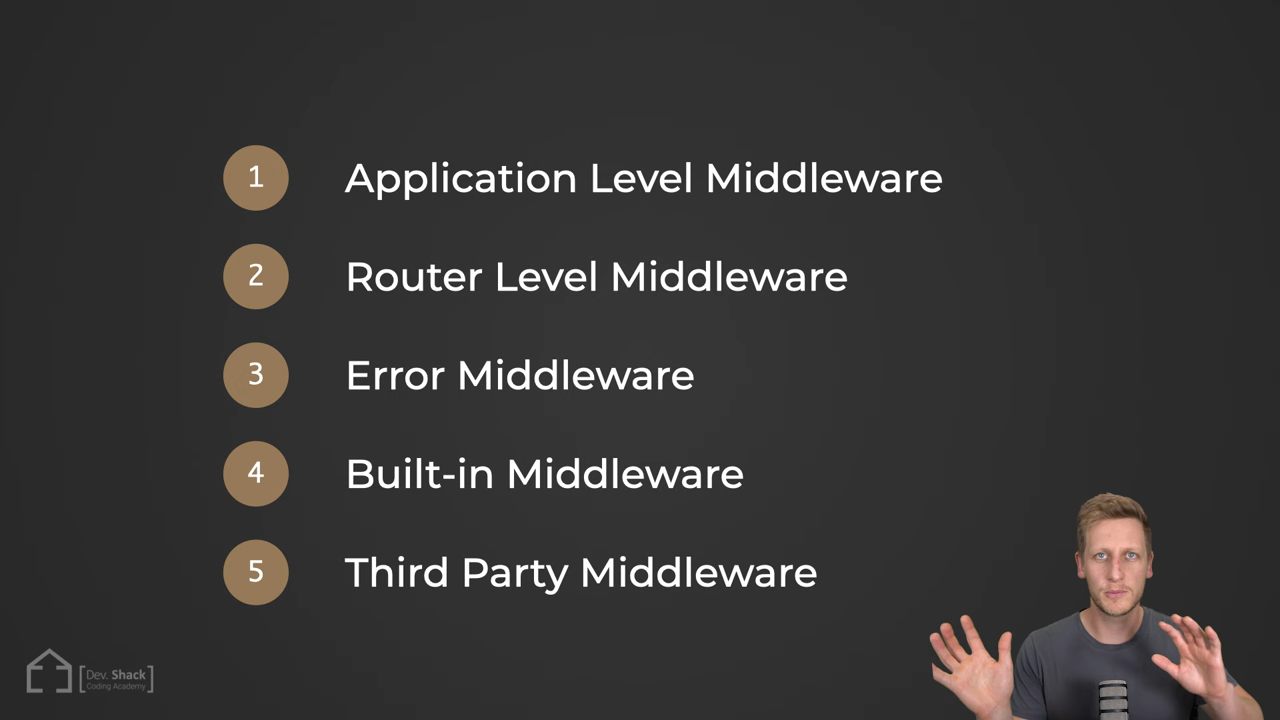 1 Application Level Middleware
2 Router Level Middleware
3 Error Middleware
4 Built-in Middleware
5 Third Party Middleware
[Dev. Shack
Coding Academy]